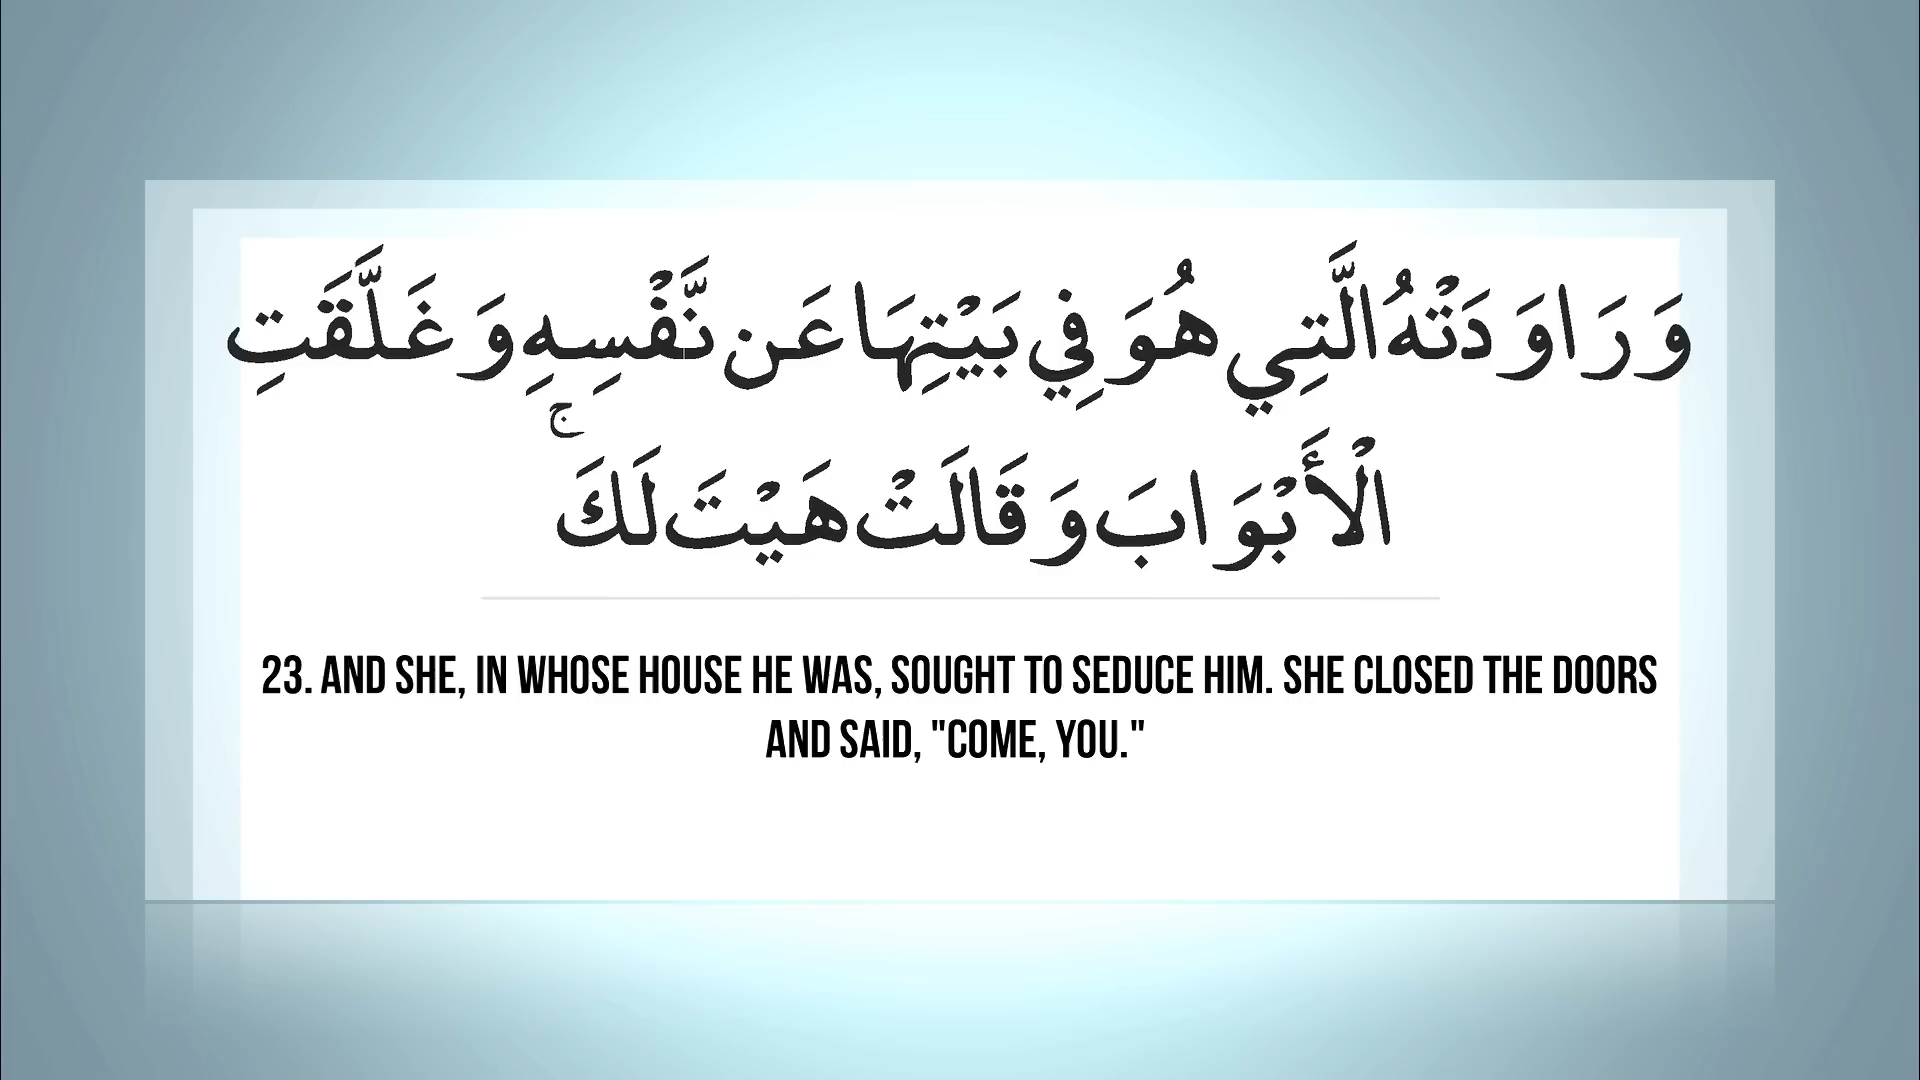 وَرَاوَدَتْهُ الَّتِي هُوَ فِي بَيْتِهَا عَن نَّفْسِهِ وَغَلَّقَتِ
الْأَبْوَابَ وَقَالَتْ هَيْتَ لَكَ ۚ
23. AND SHE, IN WHOSE HOUSE HE WAS, SOUGHT TO SEDUCE HIM. SHE CLOSED THE DOORS
AND SAID, "COME, YOU."